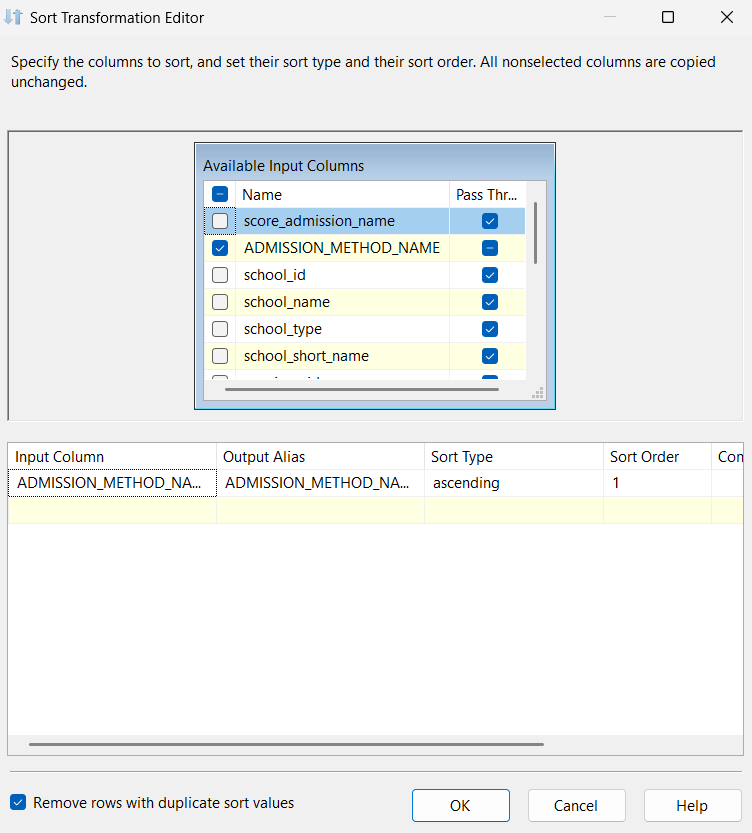 Sort Transformation Editor
Specify the columns to sort, and set their sort type and their sort order. All nonselected columns are copied
unchanged.
Available Input Columns
Name Pass Thr...
score_admission_name
ADMISSION_METHOD_NAME
school_id
school_name
school_type
school_short_name
Input Column Output Alias Sort Type Sort Order Con
ADMISSION_METHOD_NA... ADMISSION_METHOD_NA... ascending 1
Remove rows with duplicate sort values OK Cancel Help